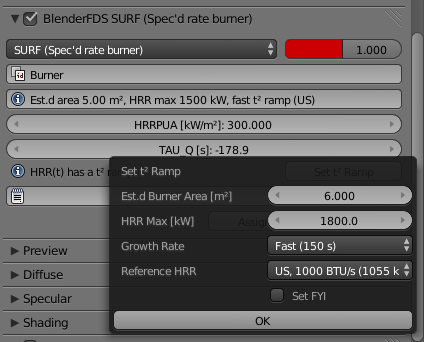 BlenderFDS SURF (Spec'd rate burner)
SURF (Spec'd rate burner) 1.000
Burner
Est.d area 5.00 m², HRR max 1500 kW, fast t² ramp (US)
HRRPUA [kW/m²]: 300.000
TAU_Q [s]: -178.9
HRR(t) has a t² Set t² Ramp
Set t² Ramp
Est.d Burner Area [m²] 6.000
HRR Max [kW] 1800.0
Growth Rate Fast (150 s)
Reference HRR US, 1000 BTU/s (1055 k
Set FYI
OK
Preview
Diffuse
Specular
Shading